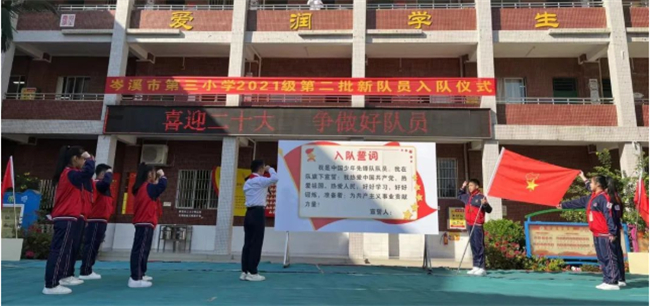 爱 润 学 生
岑溪市第三小学2021级第二批新队员入队仪式
喜迎二十大 争做好队员
入队誓词
我是中国少年先锋队队员，我在
队旗下宣誓：我热爱中国共产党，热
爱祖国，热爱人民，好好学习，好好
锻炼，准备着：为共产主义事业贡献
力量！
宣誓人：